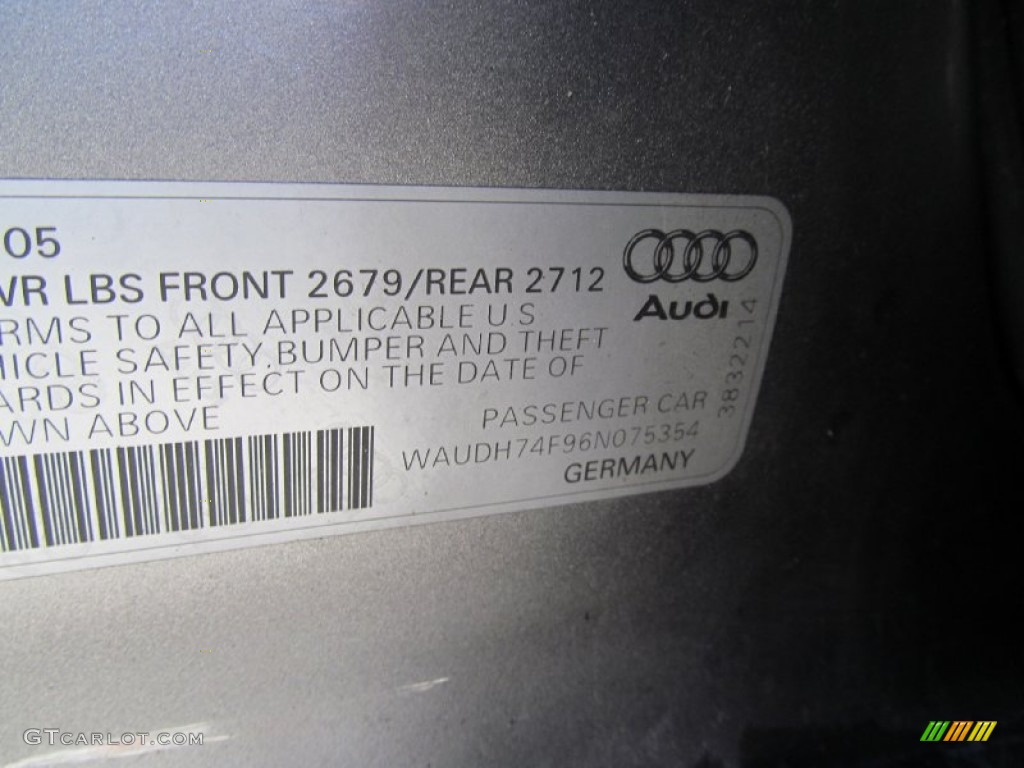 05
VR LBS FRONT 2679/REAR 2712
Audi
RMS TO ALL APPLICABLE U S
HICLE SAFETY, BUMPER AND THEFT
ARDS IN EFFECT ON THE DATE OF
WN ABOVE
PASSENGER CAR
WAUDH74F96N075354
GERMANY
3832214
GTCARLOT.COM